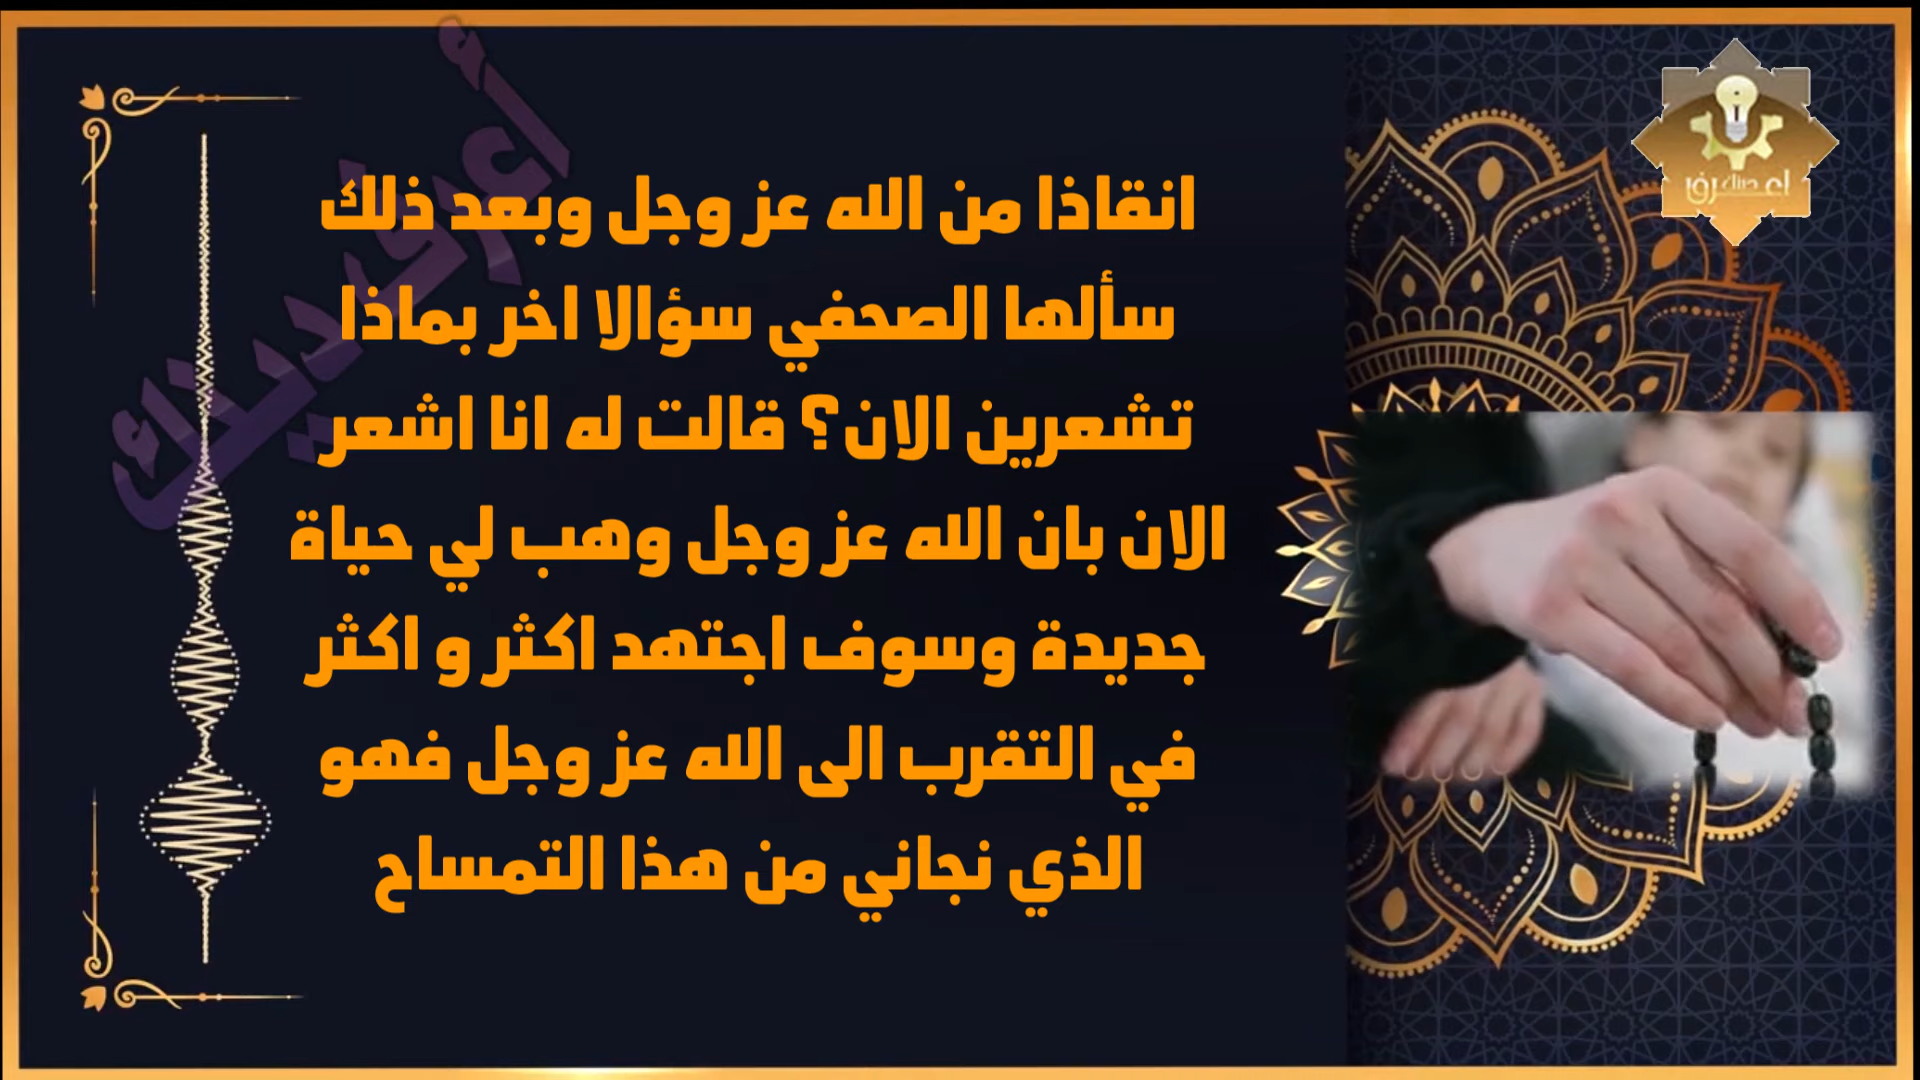 انقاذا من الله عز وجل وبعد ذلك
سألها الصحفي سؤالا اخر بماذا
تشعرين الان؟ قالت له انا اشعر
الان بان الله عز وجل وهب لي حياة
جديدة وسوف اجتهد اكثر و اكثر
في التقرب الى الله عز وجل فهو
الذي نجاني من هذا التمساح
أعرف دينك